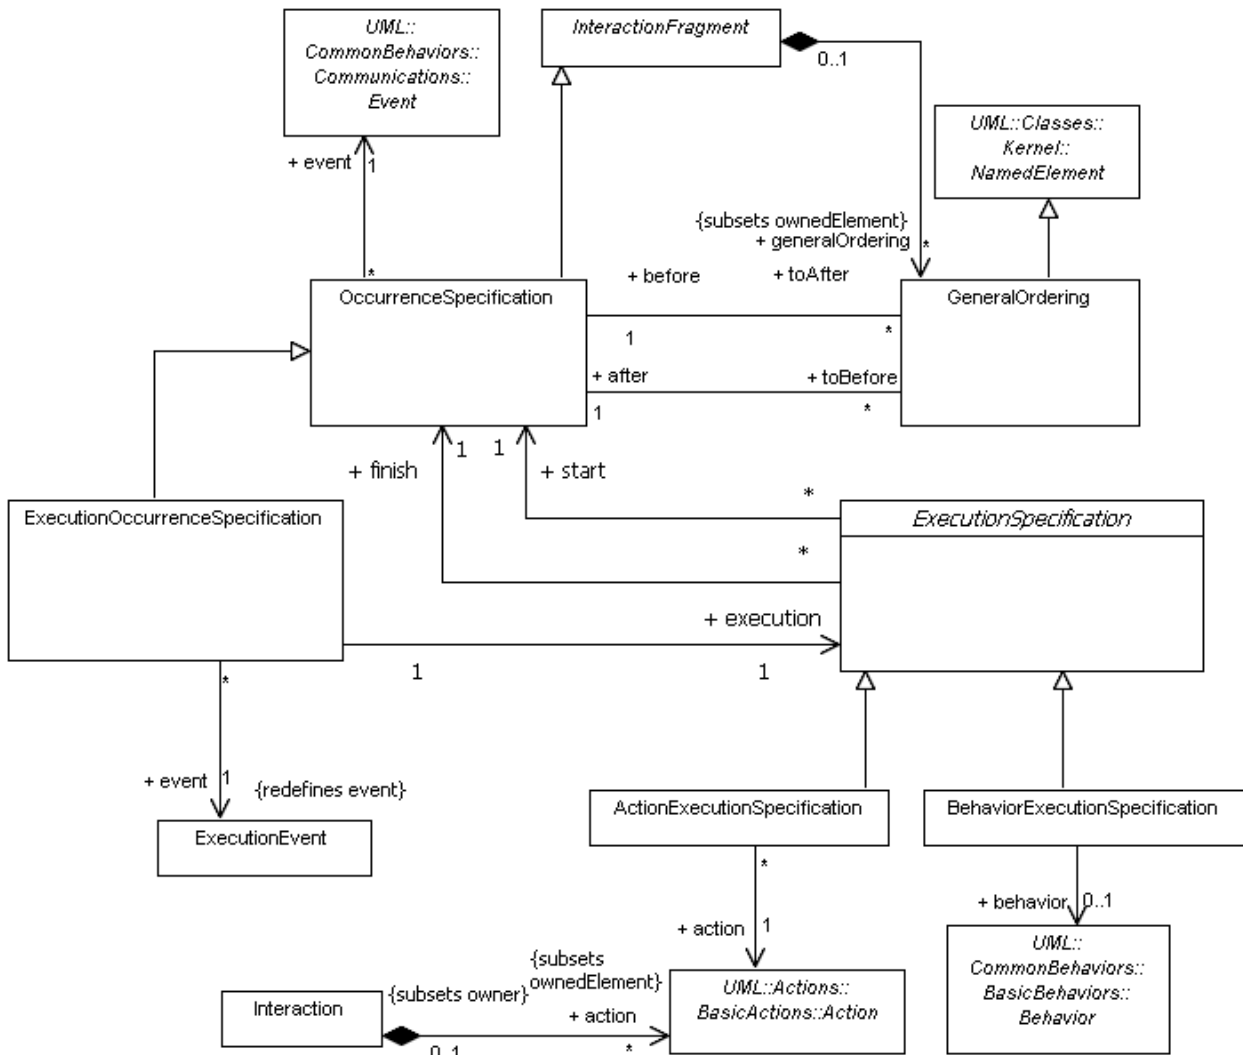 UML::
CommonBehaviors::
Communications::
Event
InteractionFragment
0..1
UML::Classes::
Kernel::
NamedElement
+ event
1
{subsets ownedElement}
+ generalOrdering
*
*
+ before
+ toAfter
OccurrenceSpecification
GeneralOrdering
1
*
+ after
+ toBefore
1
*
+ finish
1
1
+ start
*
ExecutionOccurrenceSpecification
ExecutionSpecification
*
+ execution
1
1
*
+ event
1
{redefines event}
ExecutionEvent
ActionExecutionSpecification
BehaviorExecutionSpecification
*
+ behavior
0..1
+ action
1
UML::
CommonBehaviors::
BasicBehaviors::
Behavior
{subsets
ownedElement}
{subsets owner}
UML::Actions::
BasicActions::Action
Interaction
+ action
0..1
*